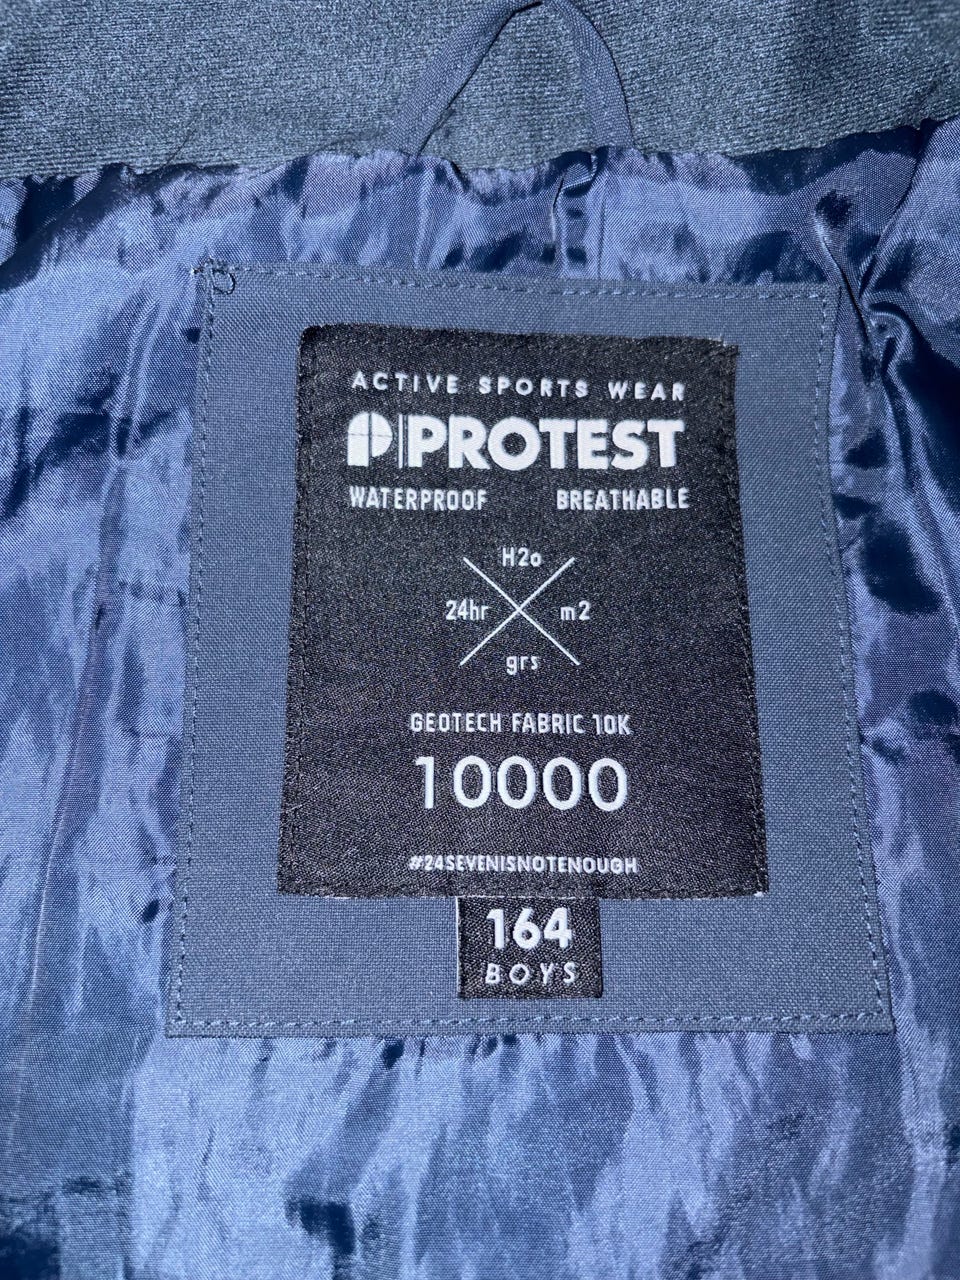 ACTIVE SPORTS WEAR
PROTEST
WATERPROOF BREATHABLE
H2o
24hr m2
grs
GEOTECH FABRIC 10K
10000
#24SEVENISNOTENOUGH
164
BOYS